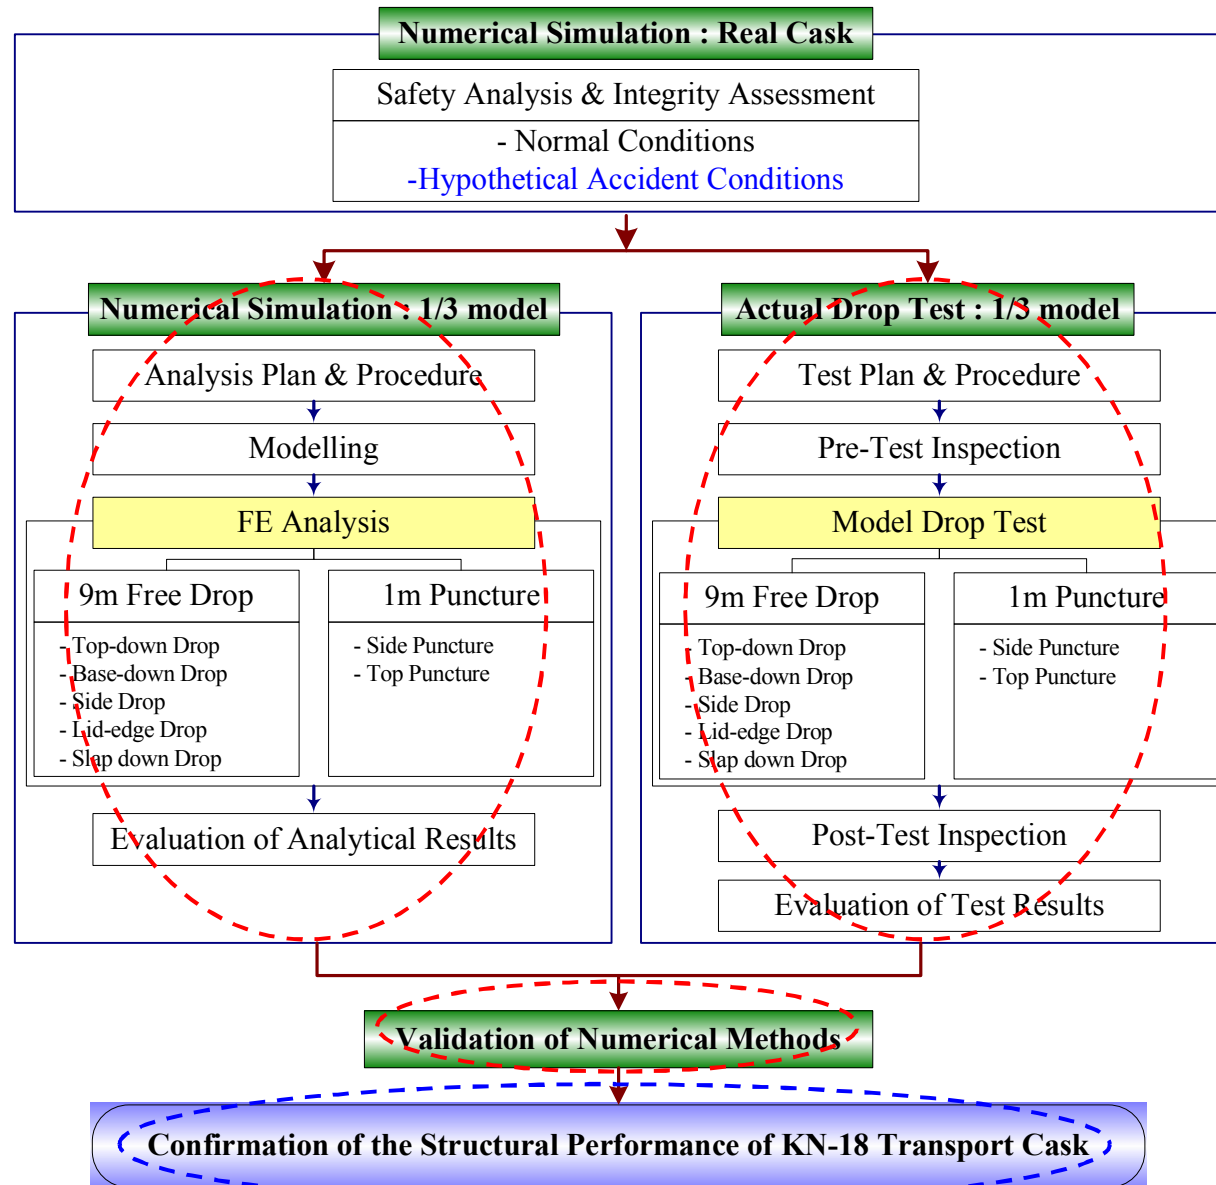 Numerical Simulation : Real Cask
Safety Analysis & Integrity Assessment
- Normal Conditions
-Hypothetical Accident Conditions
Numerical Simulation : 1/3 model
Analysis Plan & Procedure
Modelling
FE Analysis
9m Free Drop
- Top-down Drop
- Base-down Drop
- Side Drop
- Lid-edge Drop
- Slap down Drop
1m Puncture
- Side Puncture
- Top Puncture
Evaluation of Analytical Results
Actual Drop Test : 1/3 model
Test Plan & Procedure
Pre-Test Inspection
Model Drop Test
9m Free Drop
- Top-down Drop
- Base-down Drop
- Side Drop
- Lid-edge Drop
- Slap down Drop
1m Puncture
- Side Puncture
- Top Puncture
Post-Test Inspection
Evaluation of Test Results
Validation of Numerical Methods
Confirmation of the Structural Performance of KN-18 Transport Cask